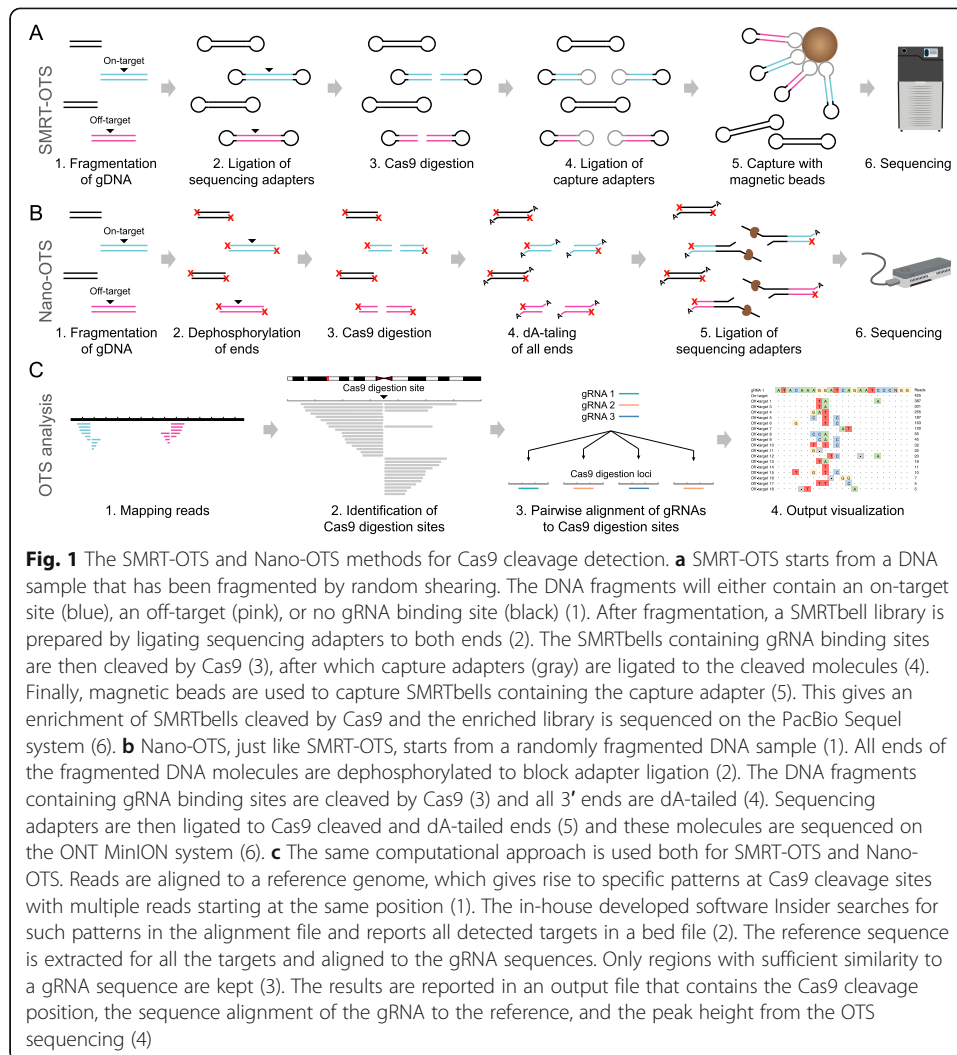 A
SMRT-OTS
On-target
Off-target
1. Fragmentation
of gDNA
2. Ligation of
sequencing adapters
3. Cas9 digestion
4. Ligation of
capture adapters
5. Capture with
magnetic beads
6. Sequencing
B
Nano-OTS
On-target
Off-target
1. Fragmentation
of gDNA
X X X X X X X X
2. Dephosphorylation
of ends
X X X X X X X X
3. Cas9 digestion
A X X A A X A X A A X X A A X A X A
4. dA-taling
of all ends
A X X A X A X A X X A X A X A
5. Ligation of
sequencing adapters
6. Sequencing
C
OTS analysis
1. Mapping reads
Cas9 digestion site
2. Identification of
Cas9 digestion sites
gRNA 1
gRNA 2
gRNA 3
Cas9 digestion loci
3. Pairwise alignment of gRNAs
to Cas9 digestion sites
gRNA 1 A T A C A A A G G A T C A G A A T C C C N G G Reads
On-target
Off-target 1
4. Output visualization
Fig. 1 The SMRT-OTS and Nano-OTS methods for Cas9 cleavage detection. a SMRT-OTS starts from a DNA
sample that has been fragmented by random shearing. The DNA fragments will either contain an on-target
site (blue), an off-target (pink), or no gRNA binding site (black) (1). After fragmentation, a SMRTbell library is
prepared by ligating sequencing adapters to both ends (2). The SMRTbells containing gRNA binding sites
are then cleaved by Cas9 (3), after which capture adapters (gray) are ligated to the cleaved molecules (4).
Finally, magnetic beads are used to capture SMRTbells containing the capture adapter (5). This gives an
enrichment of SMRTbells cleaved by Cas9 and the enriched library is sequenced on the PacBio Sequel
system (6). b Nano-OTS, just like SMRT-OTS, starts from a randomly fragmented DNA sample (1). All ends of
the fragmented DNA molecules are dephosphorylated to block adapter ligation (2). The DNA fragments
containing gRNA binding sites are cleaved by Cas9 (3) and all 3′ ends are dA-tailed (4). Sequencing
adapters are then ligated to Cas9 cleaved and dA-tailed ends (5) and these molecules are sequenced on
the ONT MinION system (6). c The same computational approach is used both for SMRT-OTS and Nano-
OTS. Reads are aligned to a reference genome, which gives rise to specific patterns at Cas9 cleavage sites
with multiple reads starting at the same position (1). The in-house developed software Insider searches for
such patterns in the alignment file and reports all detected targets in a bed file (2). The reference sequence
is extracted for all the targets and aligned to the gRNA sequences. Only regions with sufficient similarity to
a gRNA sequence are kept (3). The results are reported in an output file that contains the Cas9 cleavage
position, the sequence alignment of the gRNA to the reference, and the peak height from the OTS
sequencing (4)